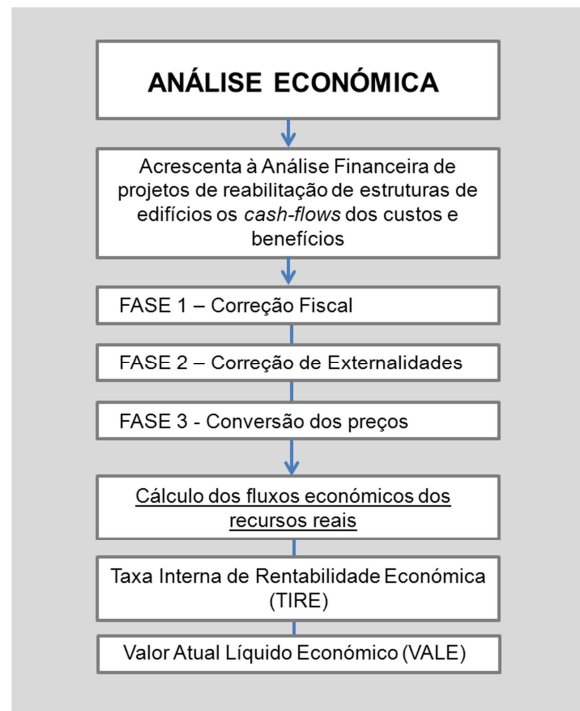 ANÁLISE ECONÓMICA
Acrescenta à Análise Financeira de
projetos de reabilitação de estruturas de
edifícios os cash-flows dos custos e
benefícios
FASE 1 – Correção Fiscal
FASE 2 – Correção de Externalidades
FASE 3 - Conversão dos preços
Cálculo dos fluxos económicos dos
recursos reais
Taxa Interna de Rentabilidade Económica
(TIRE)
Valor Atual Líquido Económico (VALE)